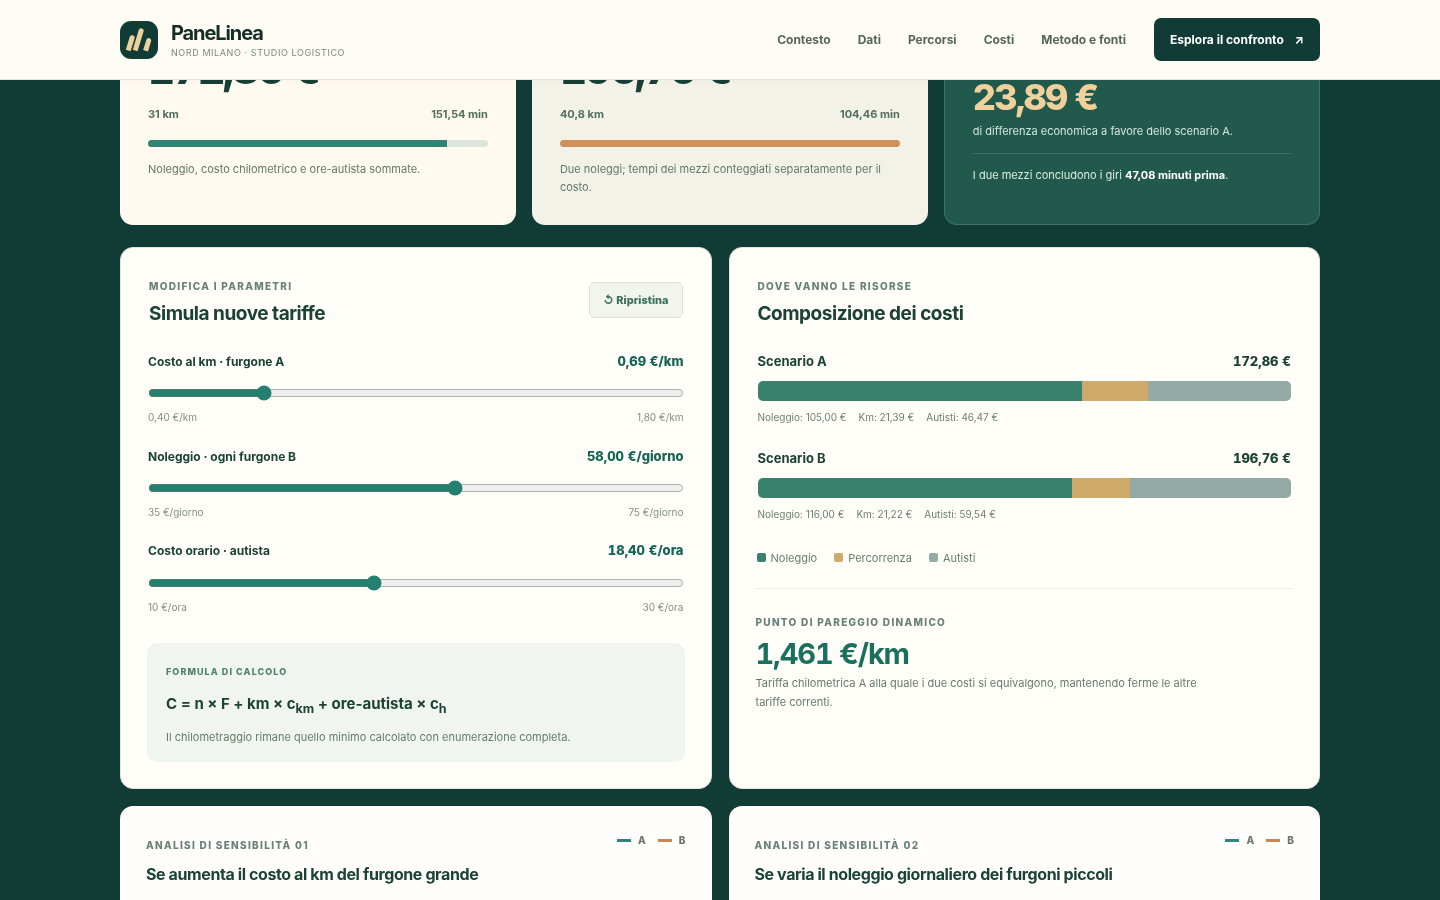 PaneLinea
NORD MILANO · STUDIO LOGISTICO
Contesto
Dati
Percorsi
Costi
Metodo e fonti
Esplora il confronto ↗
31 km
151,54 min
Noleggio, costo chilometrico e ore-autista sommate.
40,8 km
104,46 min
Due noleggi; tempi dei mezzi conteggiati separatamente per il
costo.
23,89 €
di differenza economica a favore dello scenario A.
I due mezzi concludono i giri 47,08 minuti prima.
MODIFICA I PARAMETRI
Simula nuove tariffe
↺ Ripristina
Costo al km · furgone A
0,69 €/km
0,40 €/km
1,80 €/km
Noleggio · ogni furgone B
58,00 €/giorno
35 €/giorno
75 €/giorno
Costo orario · autista
18,40 €/ora
10 €/ora
30 €/ora
FORMULA DI CALCOLO
C = n × F + km × ckm + ore-autista × ch
Il chilometraggio rimane quello minimo calcolato con enumerazione completa.
DOVE VANNO LE RISORSE
Composizione dei costi
Scenario A
172,86 €
Noleggio: 105,00 €
Km: 21,39 €
Autisti: 46,47 €
Scenario B
196,76 €
Noleggio: 116,00 €
Km: 21,22 €
Autisti: 59,54 €
Noleggio
Percorrenza
Autisti
PUNTO DI PAREGGIO DINAMICO
1,461 €/km
Tariffa chilometrica A alla quale i due costi si equivalgono, mantenendo ferme le altre
tariffe correnti.
ANALISI DI SENSIBILITÀ 01
A
B
Se aumenta il costo al km del furgone grande
ANALISI DI SENSIBILITÀ 02
A
B
Se varia il noleggio giornaliero dei furgoni piccoli